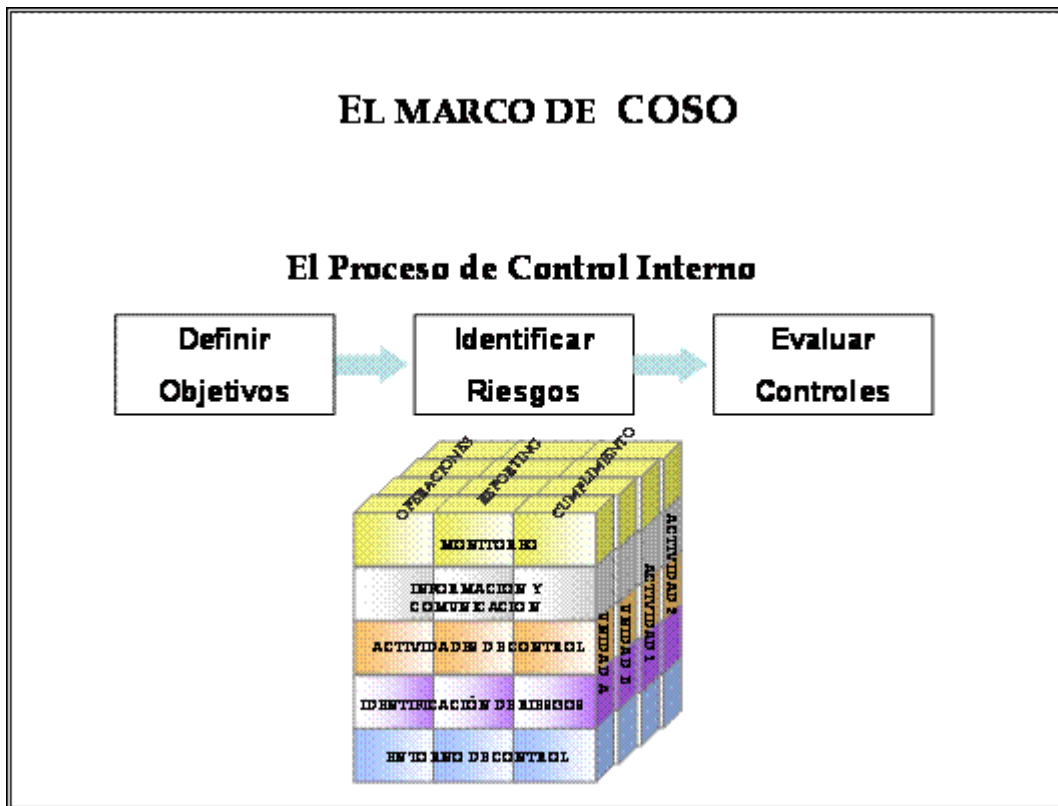 EL MARCO DE COSO
El Proceso de Control Interno
Definir
Objetivos
Identificar
Riesgos
Evaluar
Controles
OPERACIONES
REPORTING
CUMPLIMIENTO
MONITOREO
INFORMACION Y
COMUNICACION
ACTIVIDADES DE CONTROL
IDENTIFICACIÓN DE RIESGOS
ENTORNO DE CONTROL
UNIDAD A
UNIDAD B
ACTIVIDAD 1
ACTIVIDAD 2